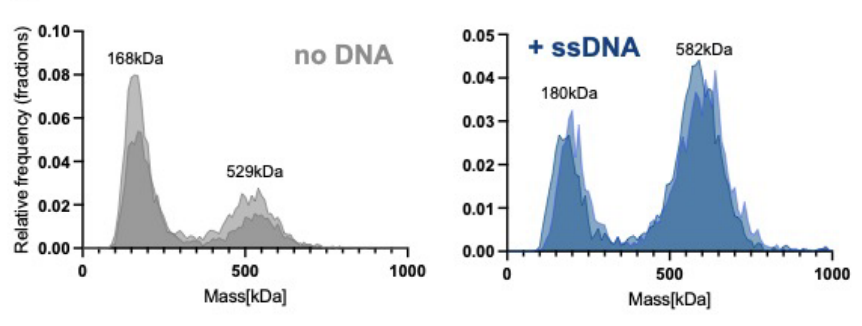 168kDa
no DNA
529kDa
Relative frequency (fractions)
0.10
0.08
0.06
0.04
0.02
0.00
0
500
1000
Mass[kDa]
+ ssDNA
582kDa
180kDa
0.05
0.04
0.03
0.02
0.01
0.00
0
500
1000
Mass[kDa]